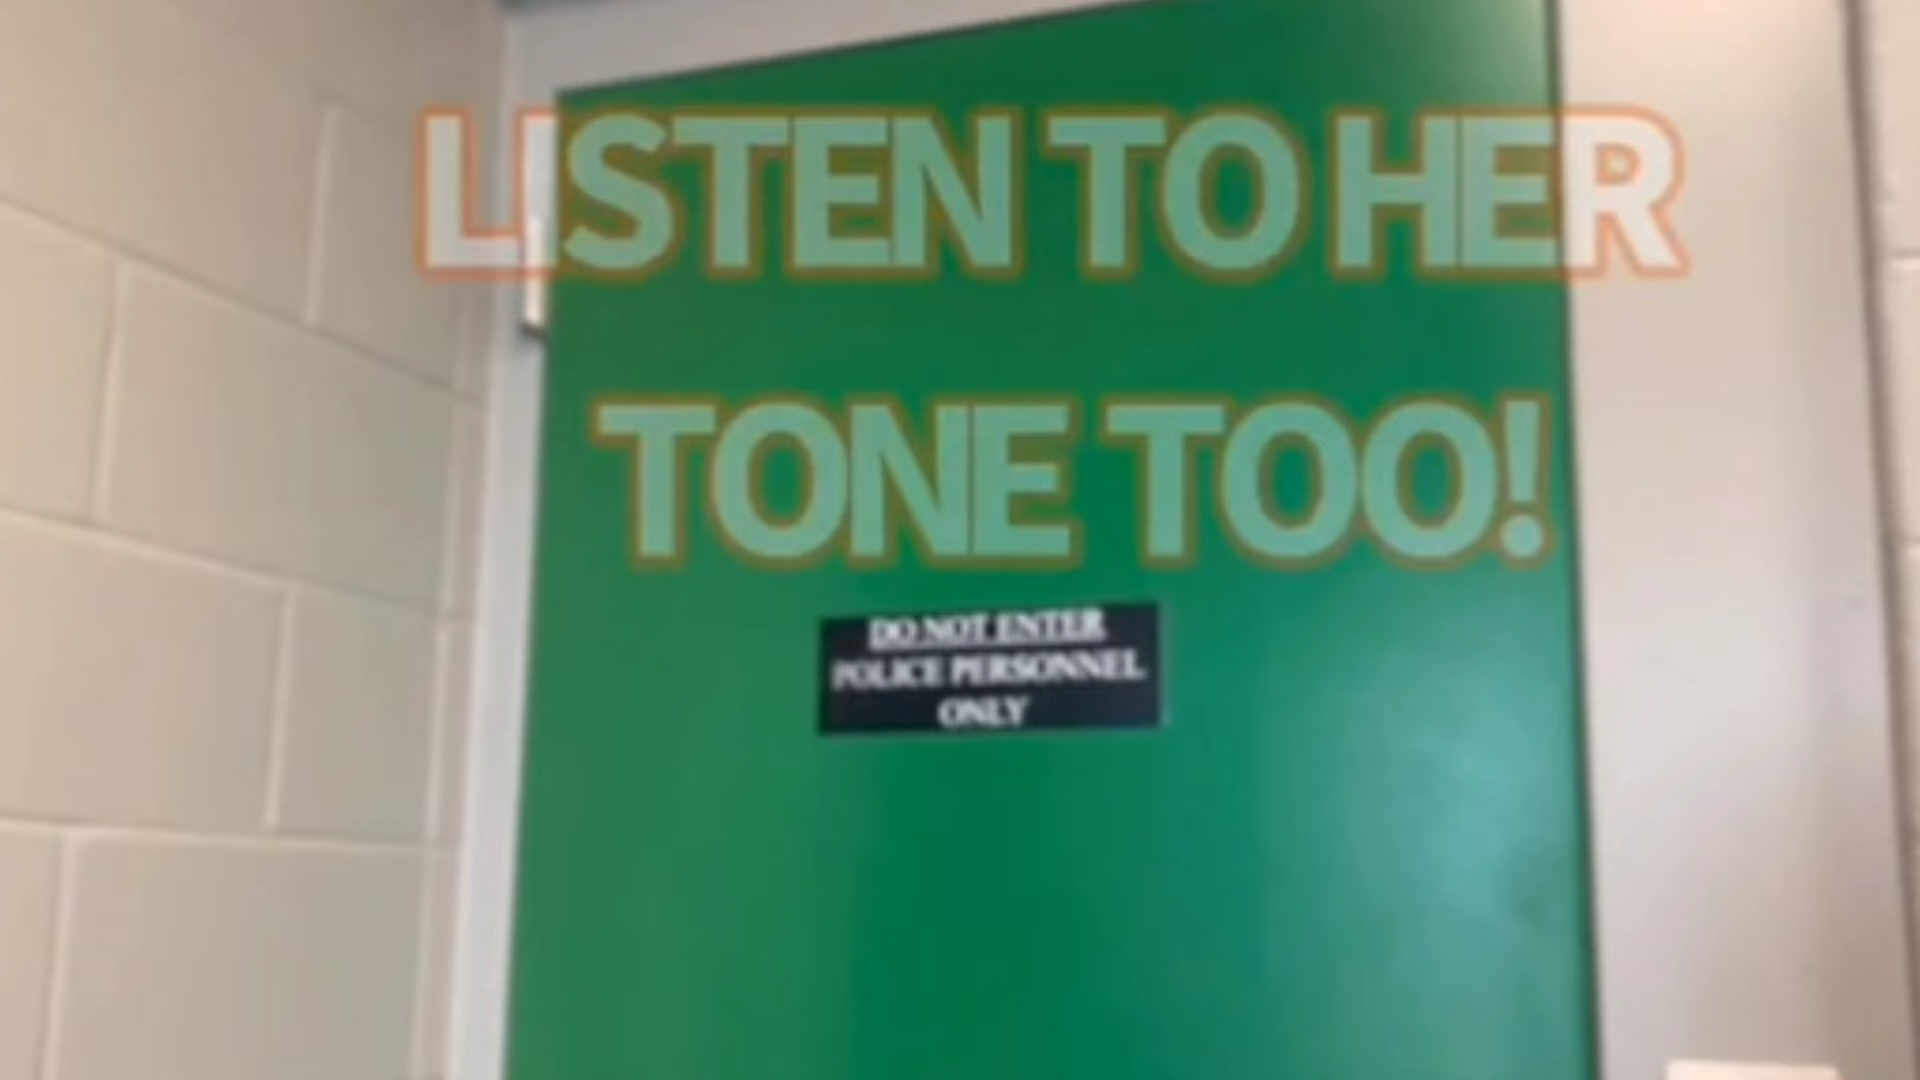 LISTEN TO HER
TONE TOO!
DO NOT ENTER
POLICE PERSONNEL
ONLY